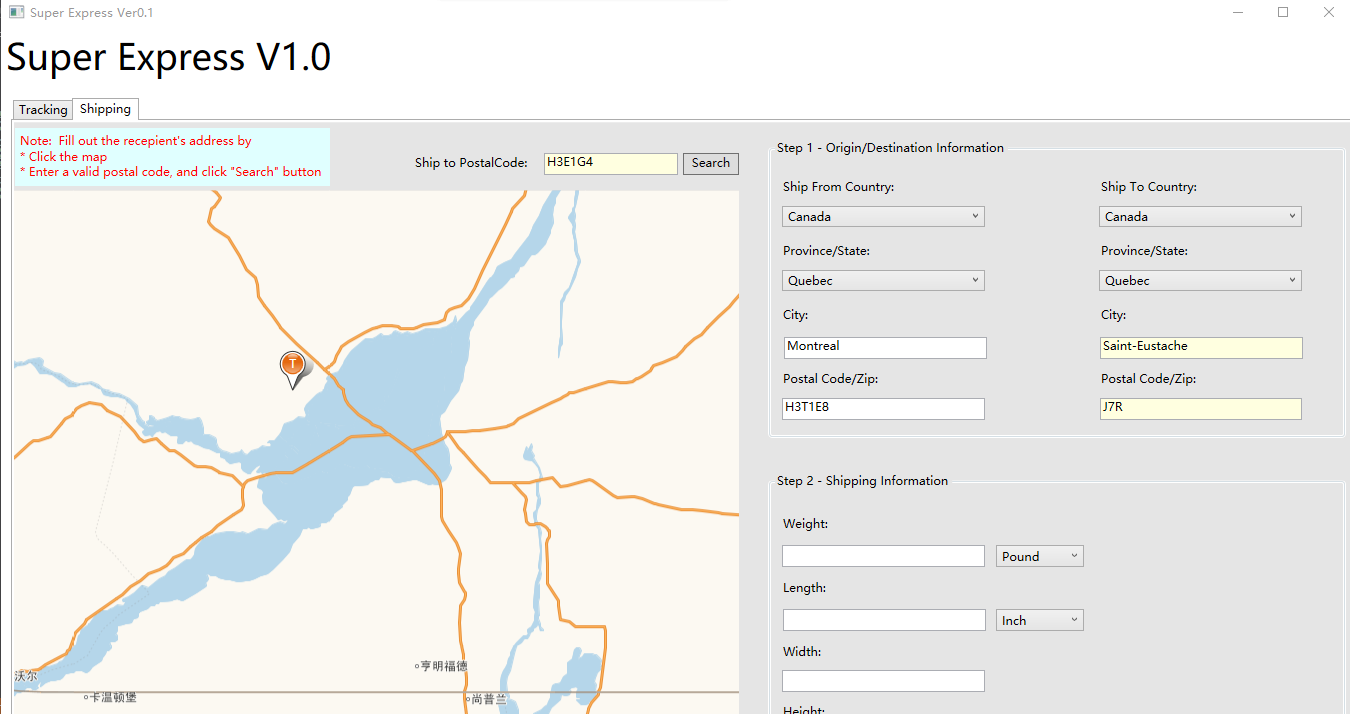 Super Express Ver0.1
Super Express V1.0
Tracking
Shipping
Note:  Fill out the recepient's address by
* Click the map
* Enter a valid postal code, and click "Search" button
Ship to PostalCode:
H3E1G4
Search
T
沃尔
卡温顿堡
亨明福德
尚普兰
Step 1 - Origin/Destination Information
Ship From Country:
Ship To Country:
Canada
Canada
Province/State:
Province/State:
Quebec
Quebec
City:
City:
Montreal
Saint-Eustache
Postal Code/Zip:
Postal Code/Zip:
H3T1E8
J7R
Step 2 - Shipping Information
Weight:
Pound
Length:
Inch
Width:
Height: